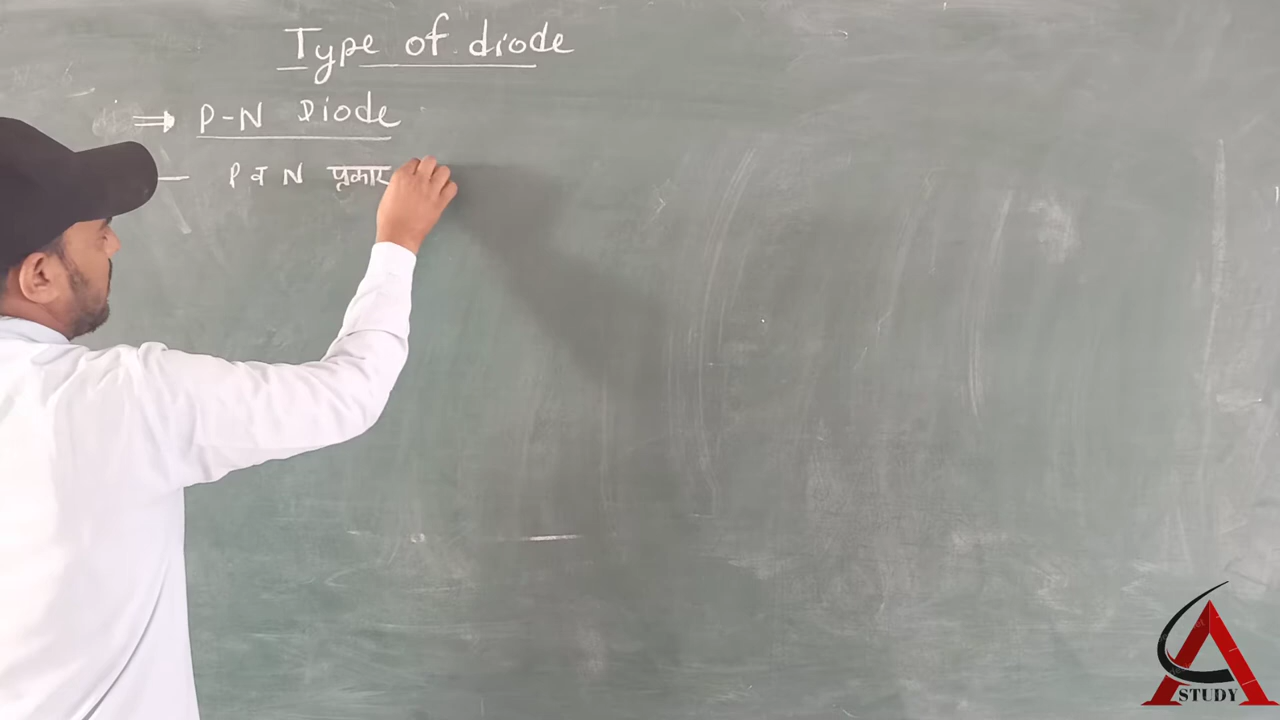 Type of diode
⇒ P-N Diode
— P व N प्रकार
STUDY